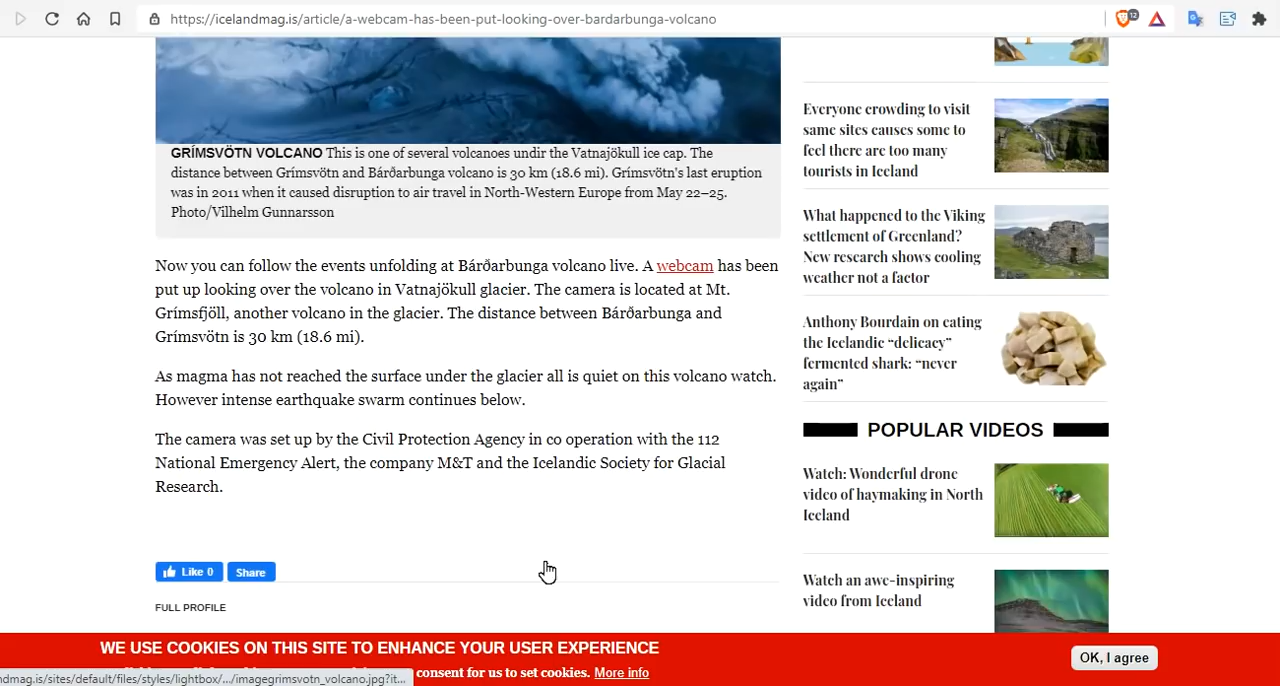 https://icelandmag.is/article/a-webcam-has-been-put-looking-over-bardarbunga-volcano
12
GRÍMSVÖTN VOLCANO This is one of several volcanoes undir the Vatnajökull ice cap. The
distance between Grímsvötn and Bárðarbunga volcano is 30 km (18.6 mi). Grímsvötn's last eruption
was in 2011 when it caused disruption to air travel in North-Western Europe from May 22–25.
Photo/Vilhelm Gunnarsson
Now you can follow the events unfolding at Bárðarbunga volcano live. A webcam has been
put up looking over the volcano in Vatnajökull glacier. The camera is located at Mt.
Grímsfjöll, another volcano in the glacier. The distance between Bárðarbunga and
Grímsvötn is 30 km (18.6 mi).
As magma has not reached the surface under the glacier all is quiet on this volcano watch.
However intense earthquake swarm continues below.
The camera was set up by the Civil Protection Agency in co operation with the 112
National Emergency Alert, the company M&T and the Icelandic Society for Glacial
Research.
Like 0
Share
FULL PROFILE
Everyone crowding to visit
same sites causes some to
feel there are too many
tourists in Iceland
What happened to the Viking
settlement of Greenland?
New research shows cooling
weather not a factor
Anthony Bourdain on eating
the Icelandic “delicacy”
fermented shark: “never
again”
POPULAR VIDEOS
Watch: Wonderful drone
video of haymaking in North
Iceland
Watch an awe-inspiring
video from Iceland
WE USE COOKIES ON THIS SITE TO ENHANCE YOUR USER EXPERIENCE
consent for us to set cookies. More info
OK, I agree
ndmag.is/sites/default/files/styles/lightbox/.../imagegrimsvotn_volcano.jpg?it...